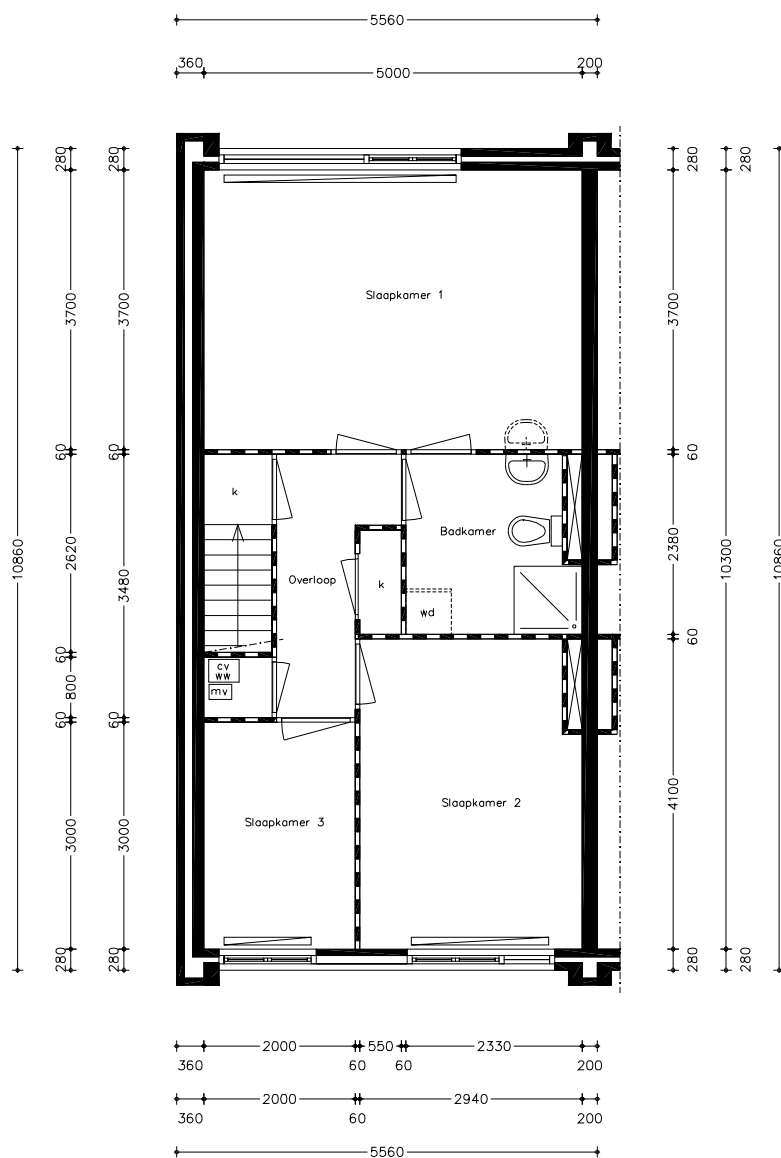 5560
360 5000 200
280 280 280 280
Slaapkamer 1
3700 3700 3700
60 60 60
k
Badkamer
10860 2620 3480 Overloop k 2380 10300 10860
wd
60 60
cv
ww
800
mv
60 60
4100
Slaapkamer 2
3000 3000 Slaapkamer 3
280 280 280 280
2000 550 2330
360 60 60 200
2000 2940
360 60 200
5560